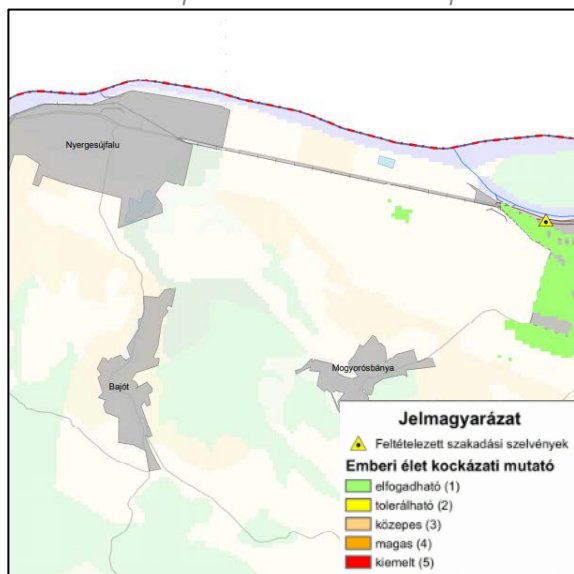 Nyergesújfalu
Bajót
Mogyorósbánya
Jelmagyarázat
Feltételezett szakadási szelvények
Emberi élet kockázati mutató
elfogadható (1)
tolerálható (2)
közepes (3)
magas (4)
kiemelt (5)